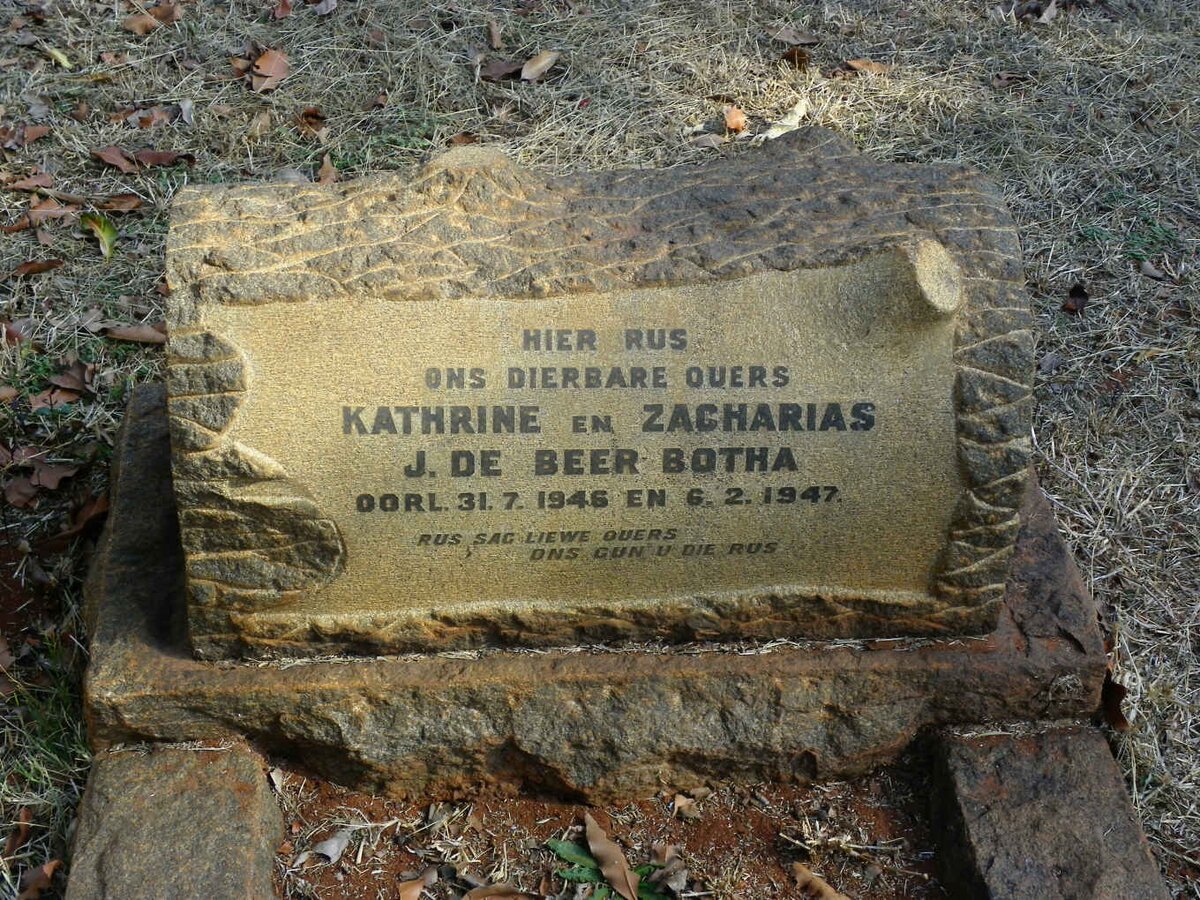 HIER RUS
ONS DIERBARE OUERS
KATHRINE EN ZACHARIAS
J. DE BEER BOTHA
OORL. 31. 7. 1946 EN 6. 2. 1947.
RUS SAG LIEWE OUERS
ONS GUN U DIE RUS